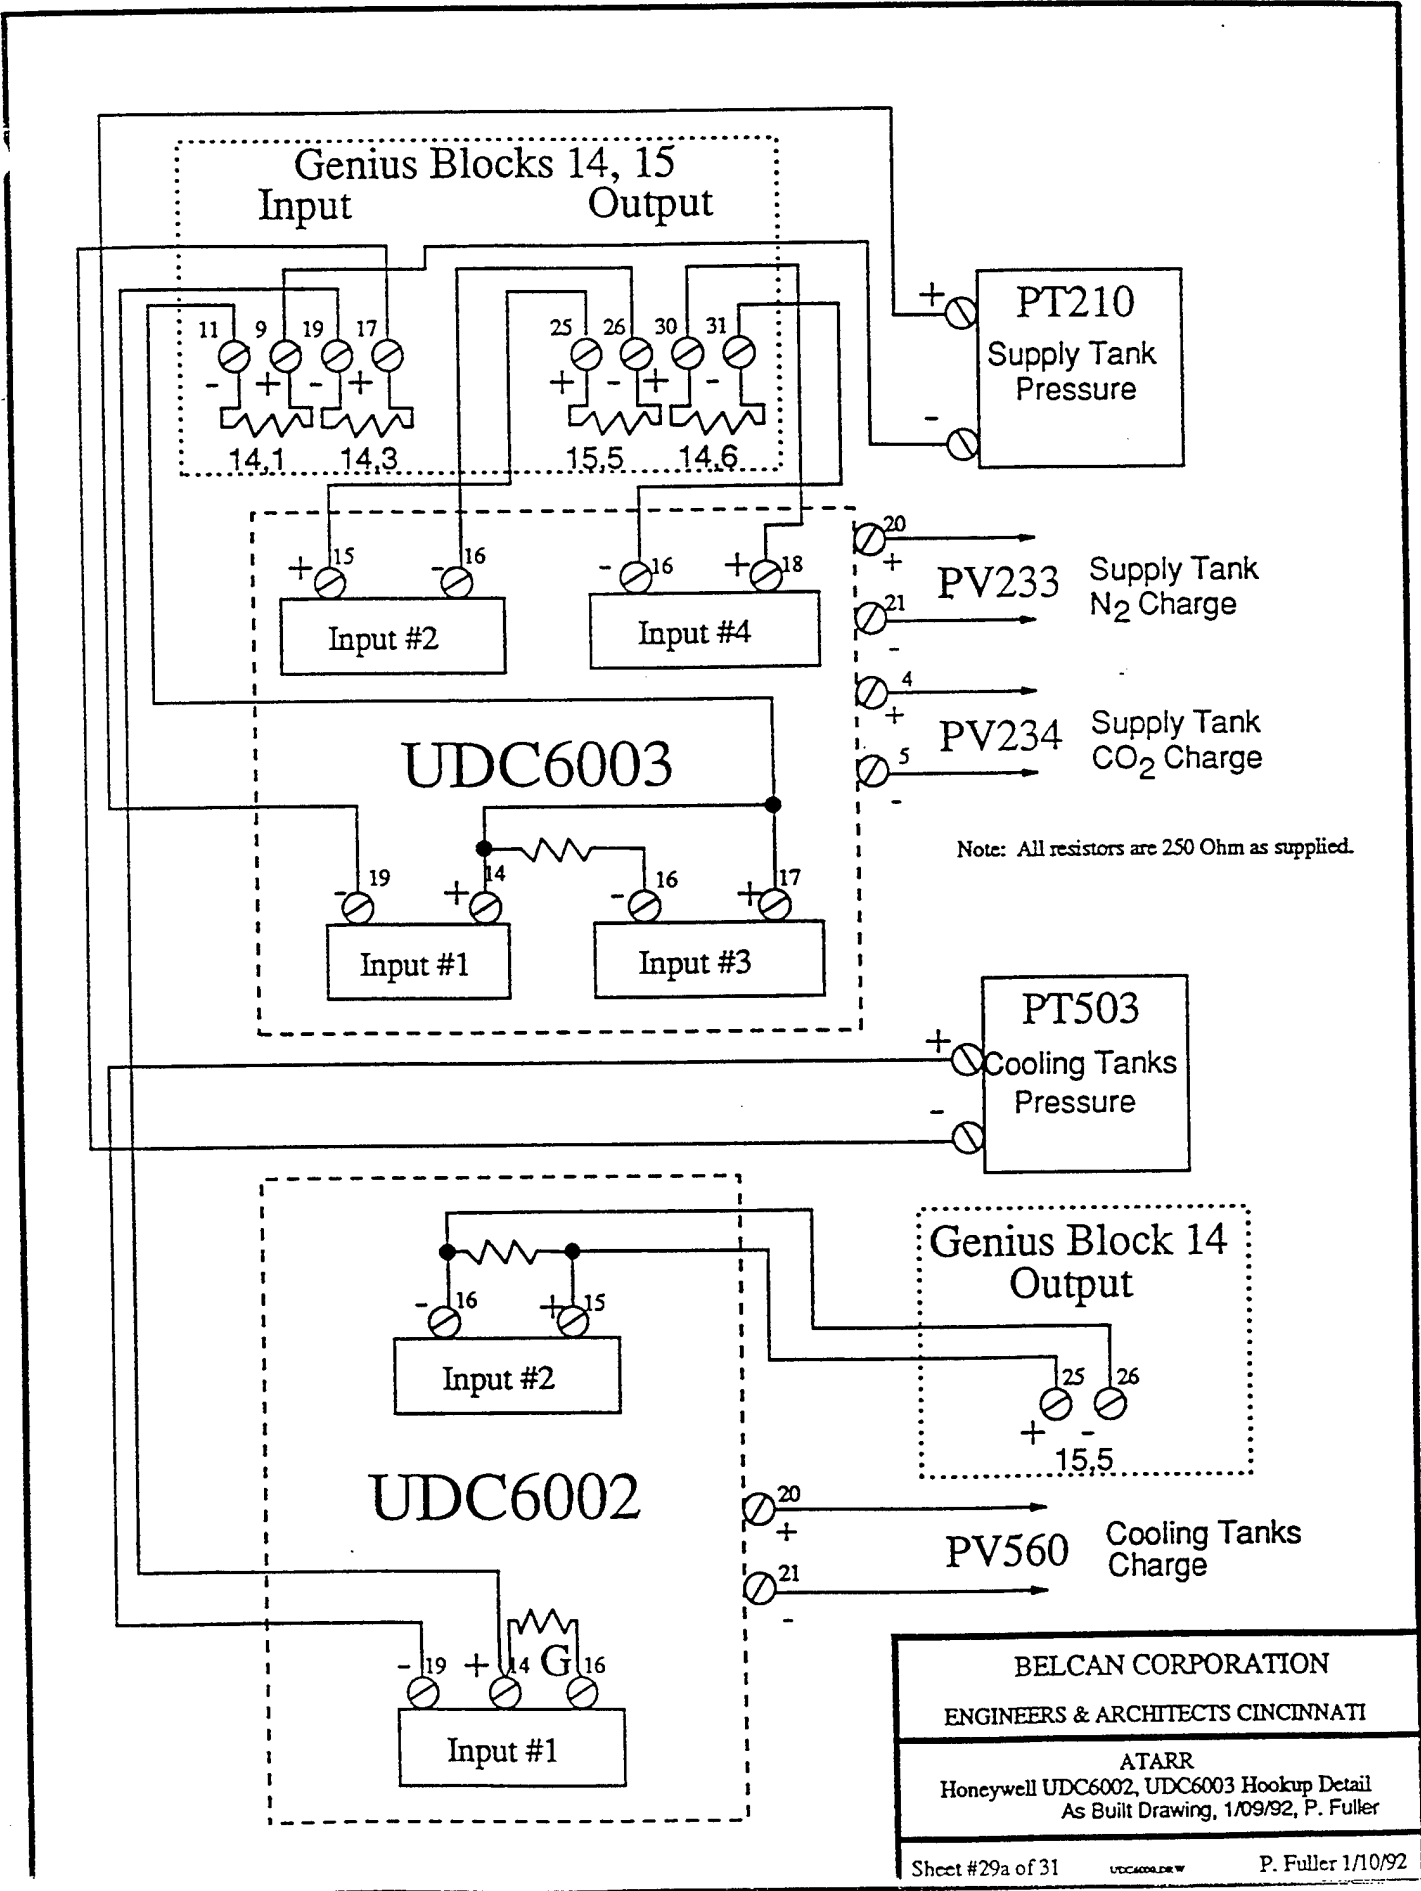 Genius Blocks 14, 15
Input Output
11 9 19 17 25 26 30 31
- + - + + - + -
14,1 14,3 15,5 14,6
+ PT210
Supply Tank
Pressure
-
+ 15 - 16 - 16 + 18
Input #2 Input #4
20
+
21
-
PV233 Supply Tank
N2 Charge
4
+
5
-
PV234 Supply Tank
CO2 Charge
UDC6003
Note: All resistors are 250 Ohm as supplied.
- 19 + 14 - 16 + 17
Input #1 Input #3
+ PT503
Cooling Tanks
Pressure
-
Genius Block 14
Output
25 26
+ -
15,5
- 16 + 15
Input #2
UDC6002
20
+
21
-
PV560 Cooling Tanks
Charge
- 19 + 14 G 16
Input #1
BELCAN CORPORATION
ENGINEERS & ARCHITECTS CINCINNATI
ATARR
Honeywell UDC6002, UDC6003 Hookup Detail
As Built Drawing, 1/09/92, P. Fuller
Sheet #29a of 31 P. Fuller 1/10/92